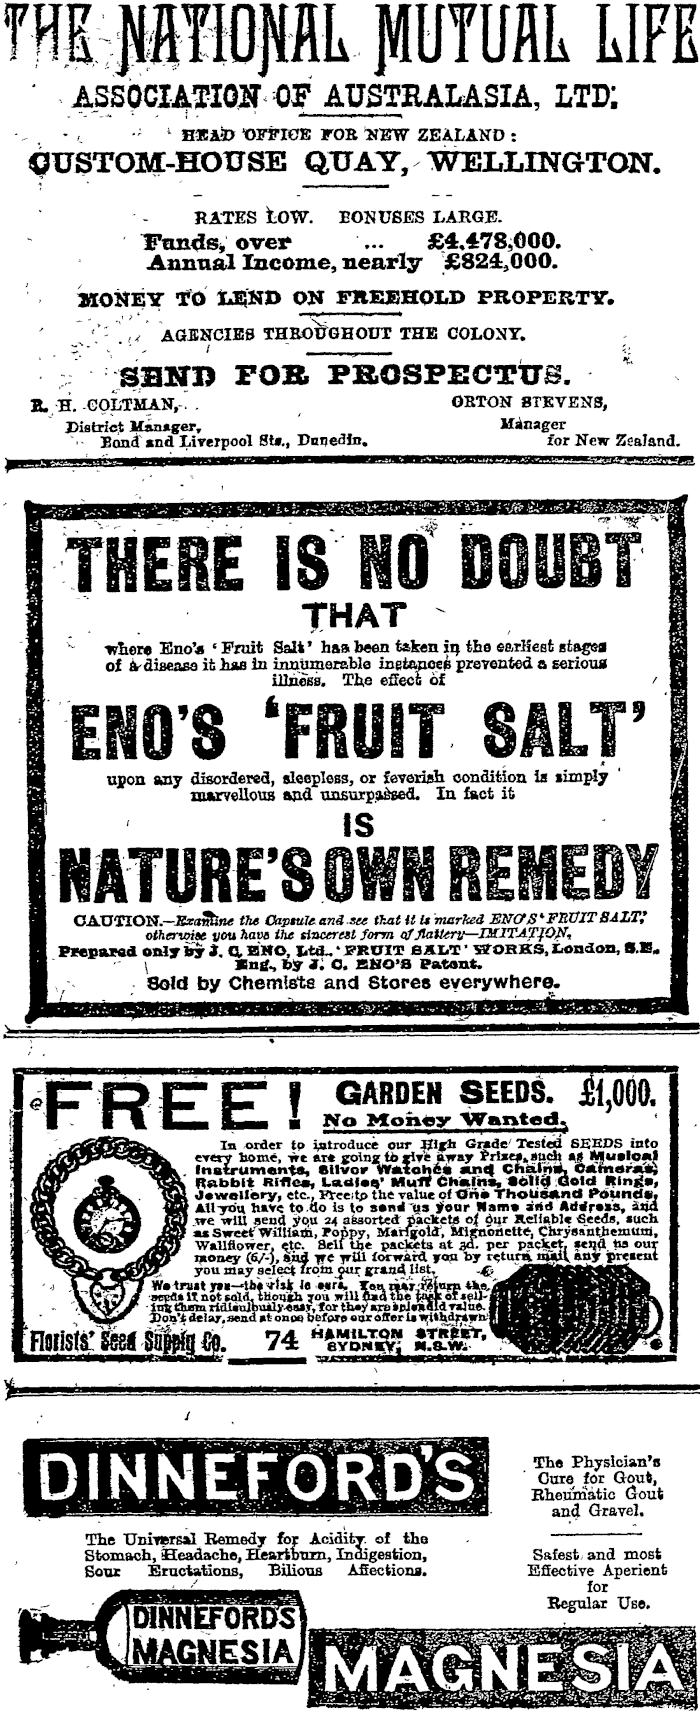 THE NATIONAL MUTUAL LIFE
ASSOCIATION OF AUSTRALASIA, LTD.
HEAD OFFICE FOR NEW ZEALAND:
CUSTOM-HOUSE QUAY, WELLINGTON.
RATES LOW. BONUSES LARGE.
Funds, over ... £4,478,000.
Annual Income, nearly £824,000.
MONEY TO LEND ON FREEHOLD PROPERTY.
AGENCIES THROUGHOUT THE COLONY.
SEND FOR PROSPECTUS.
R. H. COLTMAN,
District Manager,
Bond and Liverpool Sts., Dunedin.
ORTON STEVENS,
Manager
for New Zealand.
THERE IS NO DOUBT
THAT
where Eno's 'Fruit Salt' has been taken in the earliest stages
of a disease it has in innumerable instances prevented a serious
illness. The effect of
ENO'S 'FRUIT SALT'
upon any disordered, sleepless, or feverish condition is simply
marvellous and unsurpassed. In fact it
IS
NATURE'S OWN REMEDY
CAUTION.—Examine the Capsule and see that it is marked ENO'S 'FRUIT SALT,'
otherwise you have the sincerest form of flattery—IMITATION.
Prepared only by J. C. ENO, Ltd., 'FRUIT SALT' WORKS, London, S.E.,
Eng., by J. C. ENO'S Patent.
Sold by Chemists and Stores everywhere.
FREE! GARDEN SEEDS. £1,000.
No Money Wanted.
In order to introduce our High Grade Tested SEEDS into
every home, we are going to give away Prizes, such as Musical
Instruments, Silver Watches and Chains, Cameras,
Rabbit Rifles, Ladies' Muff Chains, Solid Gold Rings,
Jewellery, etc., Free to the value of One Thousand Pounds,
All you have to do is to send us your Name and Address, and
we will send you 24 assorted packets of our Reliable Seeds, such
as Sweet William, Poppy, Marigold, Mignonette, Chrysanthemum,
Wallflower, etc. Sell the packets at 3d. per packet, send us our
money (6/-), and we will forward you by return mail any present
you may select from our grand list.
We trust you—the risk is ours. You may return the
seeds if not sold, though you will find the task of sell-
ing them ridiculously easy, for they are splendid value.
Don't delay, send at once before our offer is withdrawn
Florists' Seed Supply Co. 74 HAMILTON STREET,
SYDNEY, N.S.W.
DINNEFORD'S
The Universal Remedy for Acidity of the
Stomach, Headache, Heartburn, Indigestion,
Sour Eructations, Bilious Affections.
The Physician's
Cure for Gout,
Rheumatic Gout
and Gravel.
Safest and most
Effective Aperient
for
Regular Use.
DINNEFORD'S
MAGNESIA
MAGNESIA